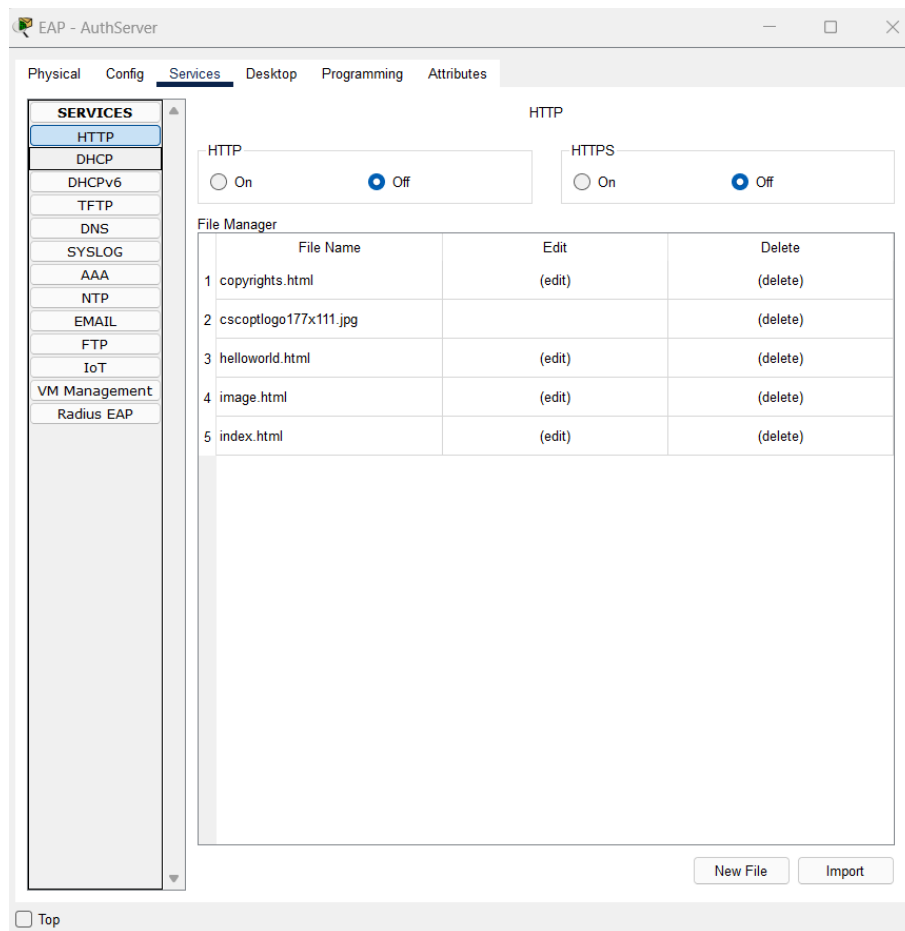 EAP - AuthServer
Physical Config Services Desktop Programming Attributes
SERVICES
HTTP
DHCP
DHCPv6
TFTP
DNS
SYSLOG
AAA
NTP
EMAIL
FTP
IoT
VM Management
Radius EAP
HTTP
HTTP
On Off
HTTPS
On Off
File Manager
File Name Edit Delete
1 copyrights.html (edit) (delete)
2 cscoptlogo177x111.jpg (delete)
3 helloworld.html (edit) (delete)
4 image.html (edit) (delete)
5 index.html (edit) (delete)
New File Import
Top